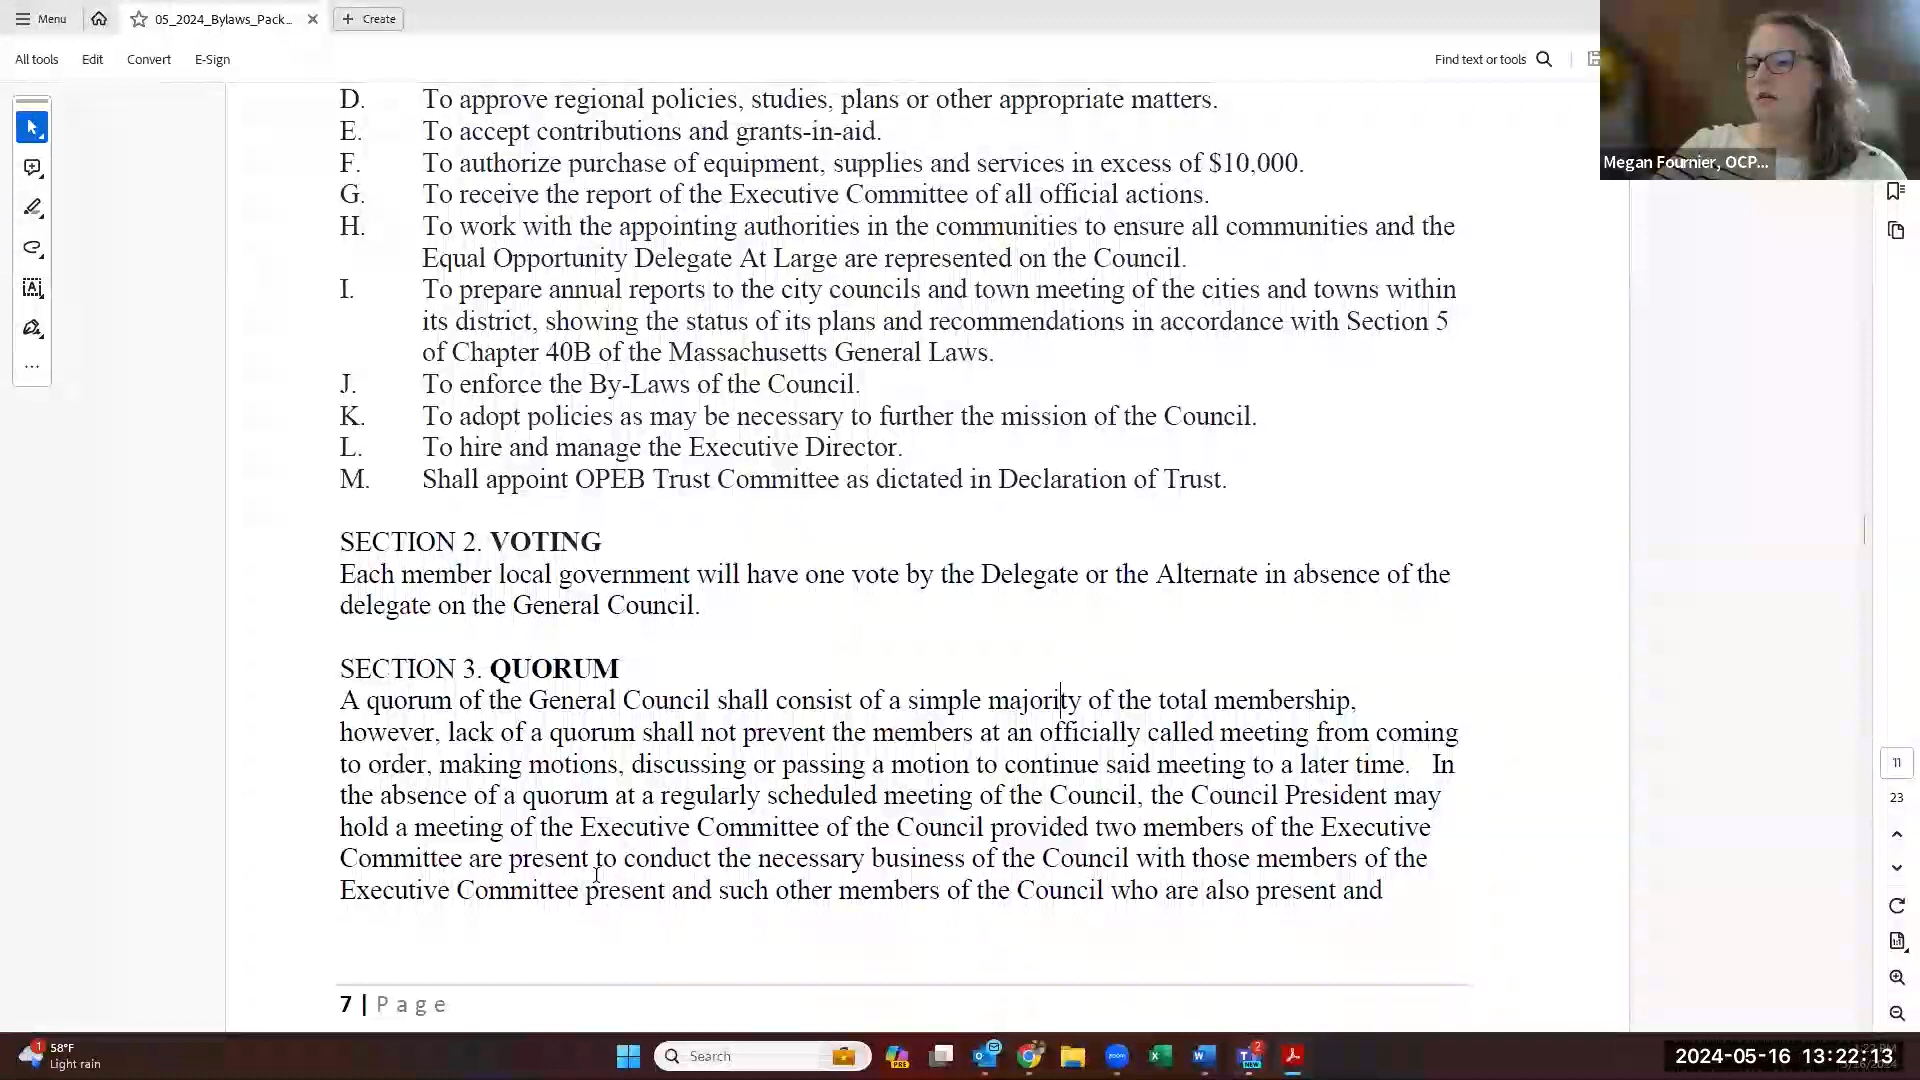 Menu
05_2024_Bylaws_Pack...
Create
All tools
Edit
Convert
E-Sign
Find text or tools
Megan Fournier, OCP...
D. To approve regional policies, studies, plans or other appropriate matters.
E. To accept contributions and grants-in-aid.
F. To authorize purchase of equipment, supplies and services in excess of $10,000.
G. To receive the report of the Executive Committee of all official actions.
H. To work with the appointing authorities in the communities to ensure all communities and the
Equal Opportunity Delegate At Large are represented on the Council.
I. To prepare annual reports to the city councils and town meeting of the cities and towns within
its district, showing the status of its plans and recommendations in accordance with Section 5
of Chapter 40B of the Massachusetts General Laws.
J. To enforce the By-Laws of the Council.
K. To adopt policies as may be necessary to further the mission of the Council.
L. To hire and manage the Executive Director.
M. Shall appoint OPEB Trust Committee as dictated in Declaration of Trust.
SECTION 2. VOTING
Each member local government will have one vote by the Delegate or the Alternate in absence of the
delegate on the General Council.
SECTION 3. QUORUM
A quorum of the General Council shall consist of a simple majority of the total membership,
however, lack of a quorum shall not prevent the members at an officially called meeting from coming
to order, making motions, discussing or passing a motion to continue said meeting to a later time. In
the absence of a quorum at a regularly scheduled meeting of the Council, the Council President may
hold a meeting of the Executive Committee of the Council provided two members of the Executive
Committee are present to conduct the necessary business of the Council with those members of the
Executive Committee present and such other members of the Council who are also present and
7 | Page
11
23
1
58°F
Light rain
Search
PRE
zoom
NEW
2
2024-05-16 13:22:13